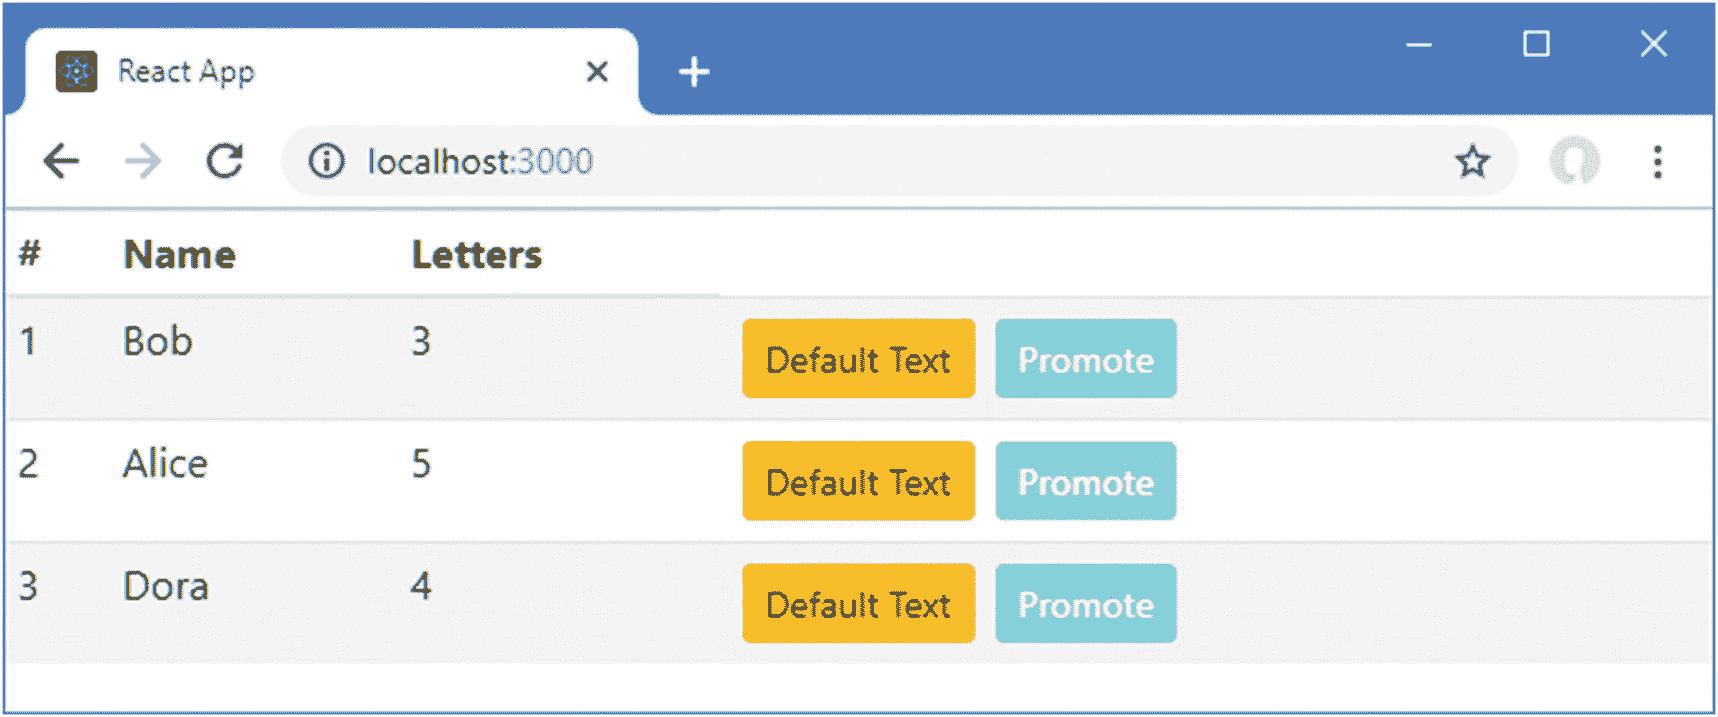 React App
localhost:3000
# Name Letters
1 Bob 3 Default Text Promote
2 Alice 5 Default Text Promote
3 Dora 4 Default Text Promote